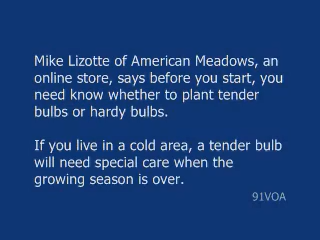 Mike Lizotte of American Meadows, an
online store, says before you start, you
need know whether to plant tender
bulbs or hardy bulbs.
If you live in a cold area, a tender bulb
will need special care when the
growing season is over.
91VOA